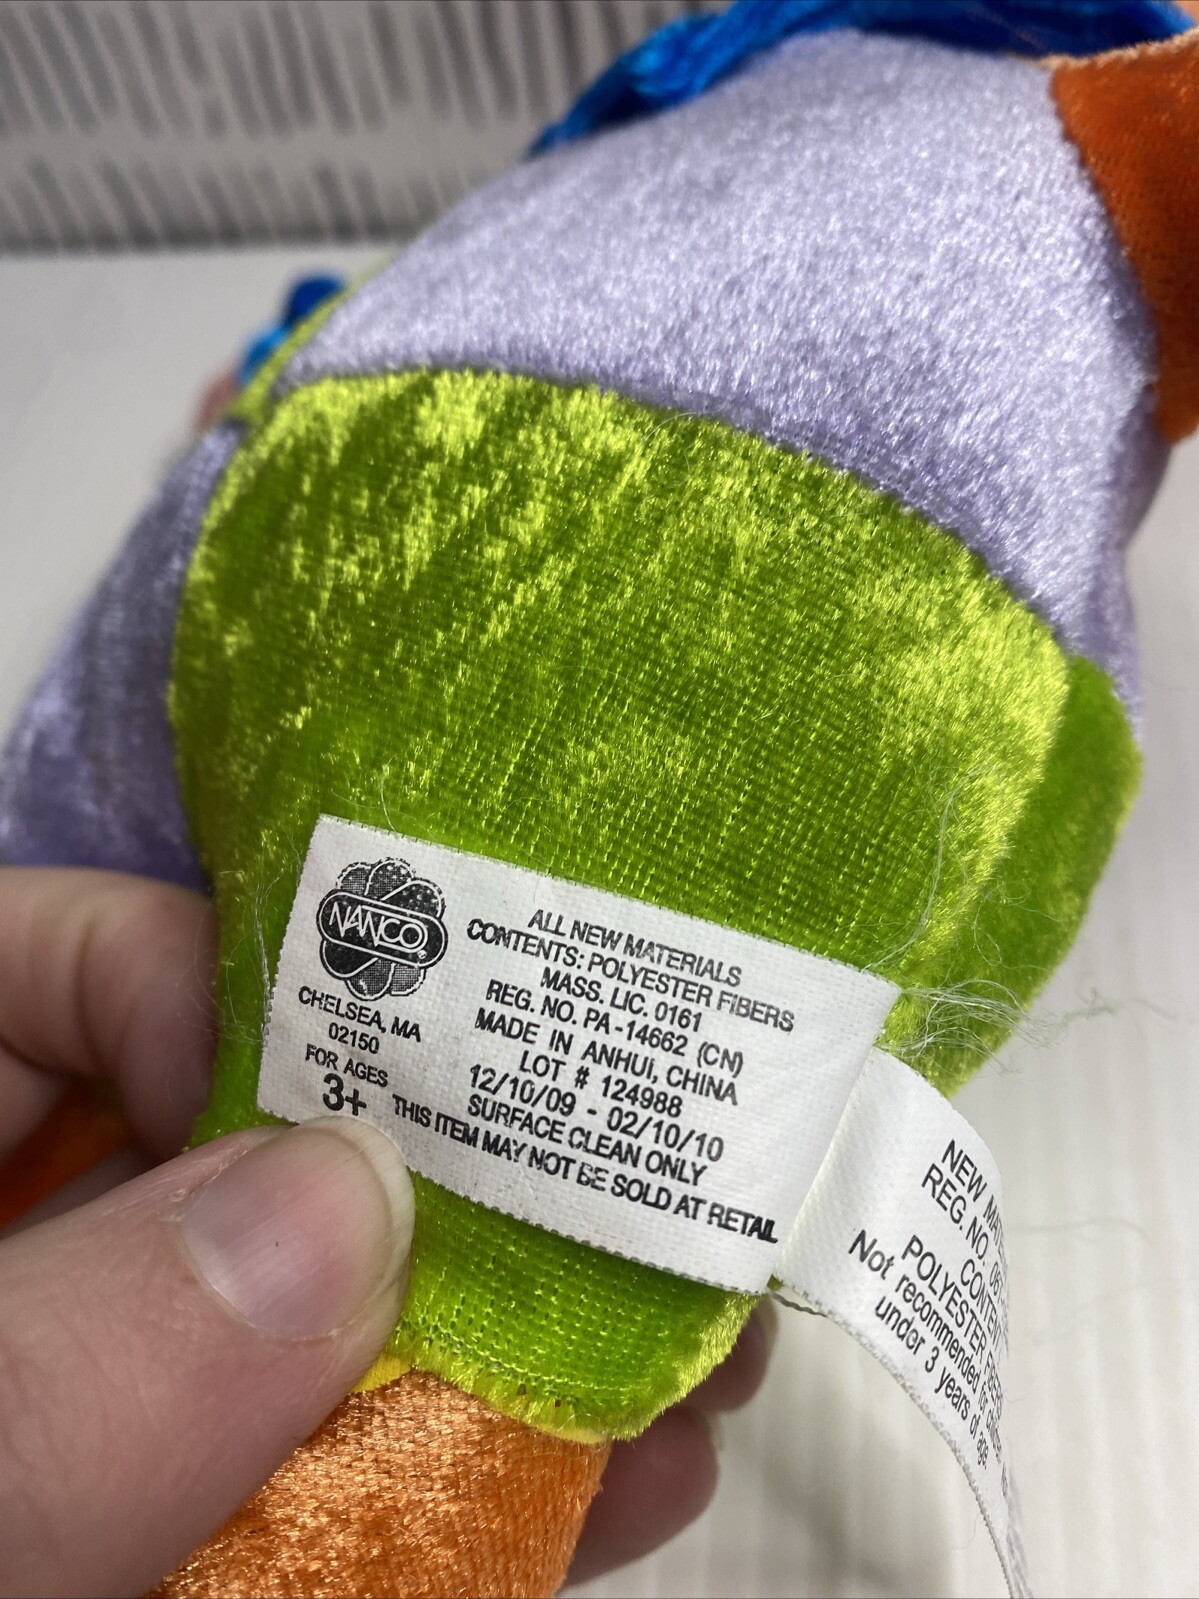 NANCO®
CHELSEA, MA
02150
FOR AGES
3+
ALL NEW MATERIALS
CONTENTS: POLYESTER FIBERS
MASS. LIC. 0161
REG. NO. PA-14662 (CN)
MADE IN ANHUI, CHINA
LOT # 124988
12/10/09 - 02/10/10
SURFACE CLEAN ONLY
THIS ITEM MAY NOT BE SOLD AT RETAIL
NEW
REG. NO.
POLYESTER
Not recommended for
under 3 years of age.